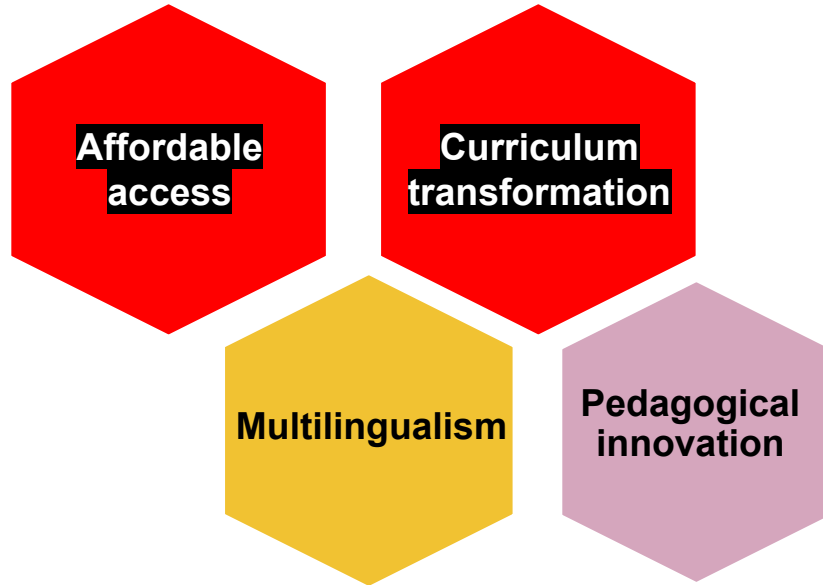 Affordable
access
Curriculum
transformation
Multilingualism
Pedagogical
innovation